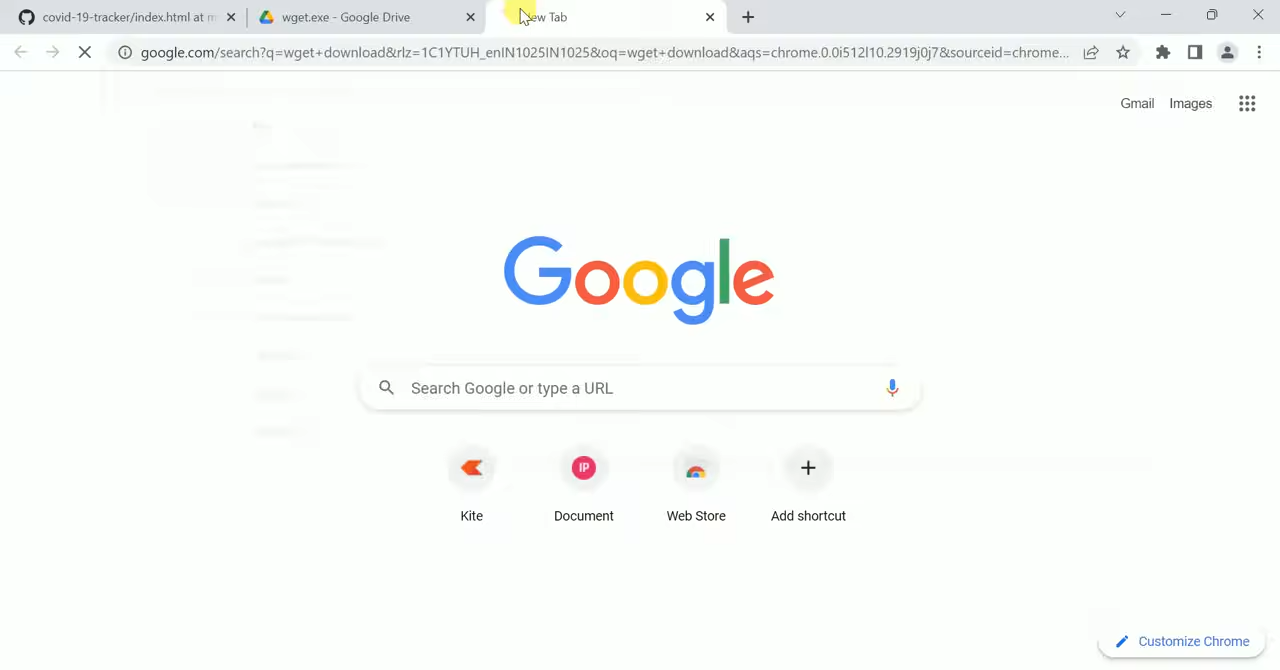 covid-19-tracker/index.html at m
wget.exe - Google Drive
ew Tab
google.com/search?q=wget+download&rlz=1C1YTUH_enIN1025IN1025&oq=wget+download&aqs=chrome.0.0i512l10.2919j0j7&sourceid=chrome...
Gmail Images
Google
Search Google or type a URL
IP
Kite Document Web Store Add shortcut
Customize Chrome